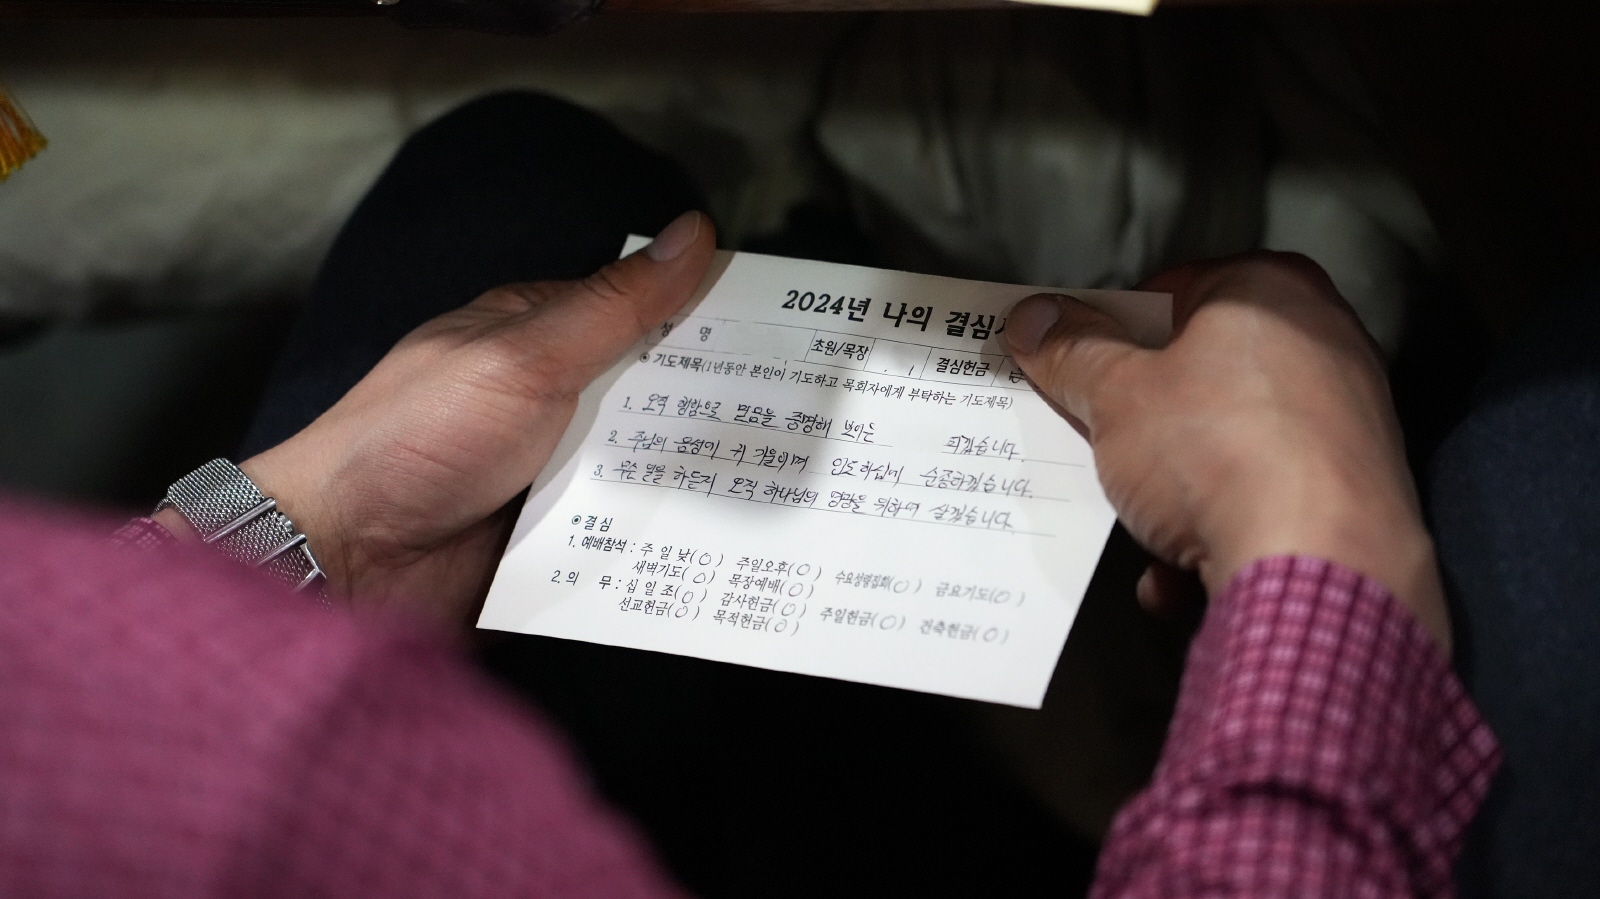 2024년 나의 결심
성 명 초원/목장 결심헌금
◉ 기도제목(1년동안 본인이 기도하고 목회자에게 부탁하는 기도제목)
1. 오직 행함으로 말씀을 증명해 보이는 되겠습니다.
2. 주님의 음성에 귀 기울이며 인도하심에 순종하겠습니다.
3. 무슨 일을 하든지 오직 하나님의 영광을 위하여 살겠습니다.
◉ 결심
1. 예배참석 : 주 일 낮(○) 주일오후(○) 수요성령집회(○) 금요기도(○)
새벽기도(○) 목장예배(○)
2. 의 무 : 십 일 조(○) 감사헌금(○) 주일헌금(○) 건축헌금(○)
선교헌금(○) 목적헌금(○)